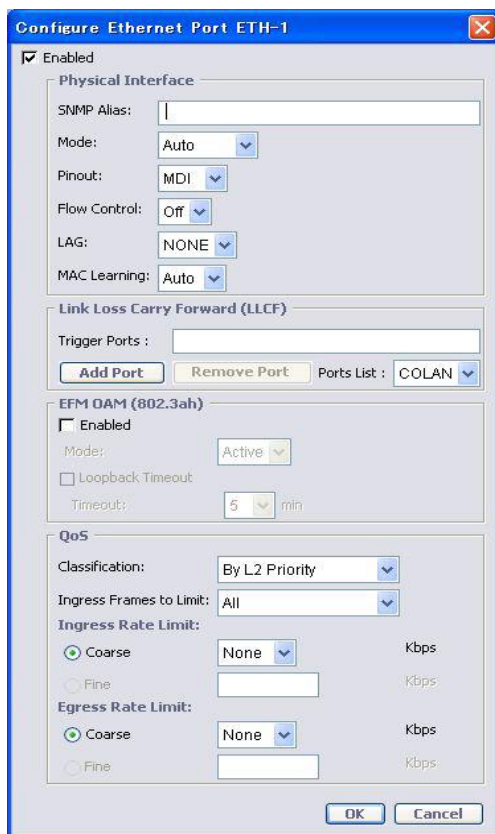 Configure Ethernet Port ETH-1
Enabled
Physical Interface
SNMP Alias:
Mode: Auto
Pinout: MDI
Flow Control: Off
LAG: NONE
MAC Learning: Auto
Link Loss Carry Forward (LLCF)
Trigger Ports :
Add Port Remove Port Ports List : COLAN
EFM OAM (802.3ah)
Enabled
Mode: Active
Loopback Timeout
Timeout: 5 min
QoS
Classification: By L2 Priority
Ingress Frames to Limit: All
Ingress Rate Limit:
Coarse None Kbps
Fine Kbps
Egress Rate Limit:
Coarse None Kbps
Fine Kbps
OK Cancel